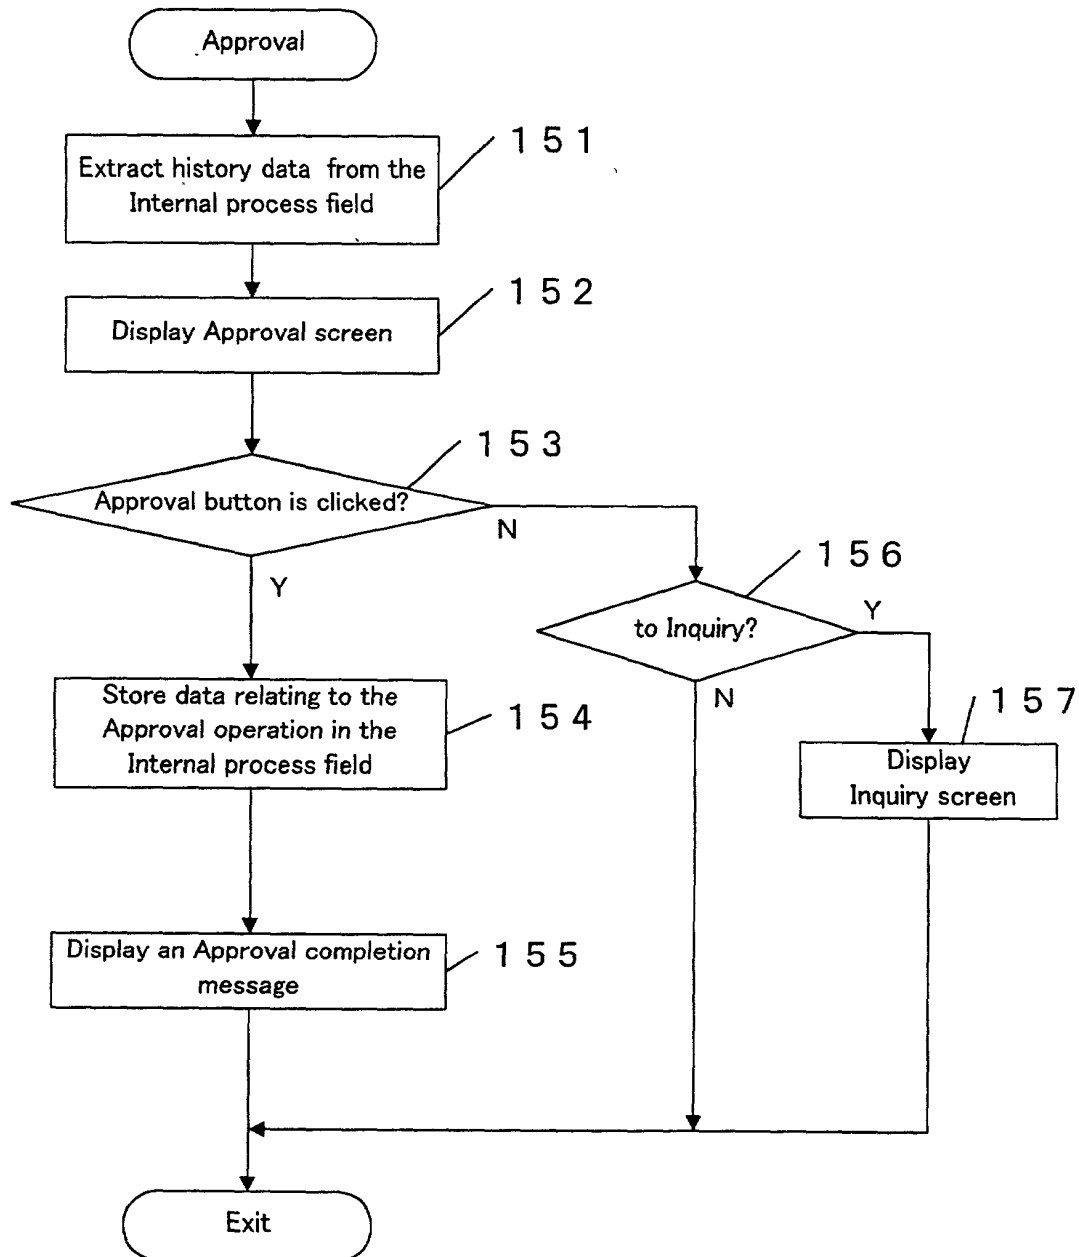 Approval
151
Extract history data from the
Internal process field
152
Display Approval screen
153
Approval button is clicked?
N
Y
156
to Inquiry?
Y
N
Store data relating to the
Approval operation in the
Internal process field
154
157
Display
Inquiry screen
Display an Approval completion
message
155
Exit